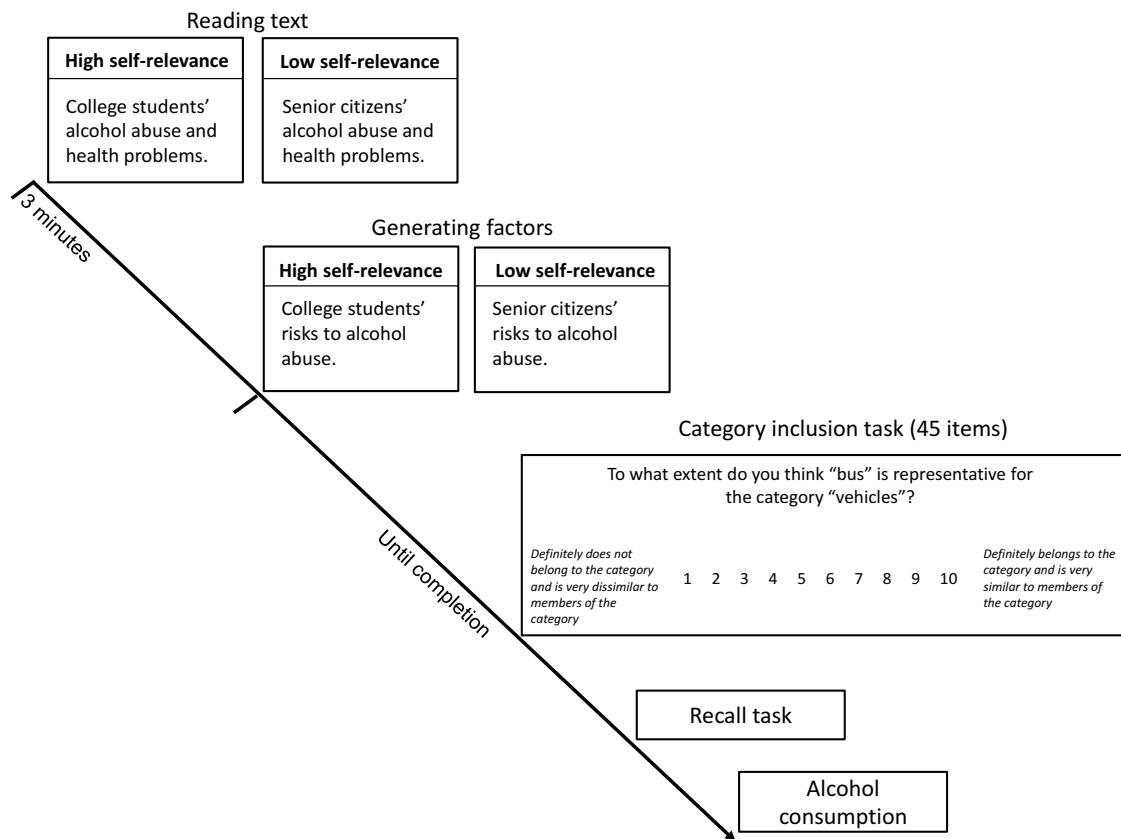 Reading text
High self-relevance
College students’
alcohol abuse and
health problems.
Low self-relevance
Senior citizens’
alcohol abuse and
health problems.
3 minutes
Generating factors
High self-relevance
College students’
risks to alcohol
abuse.
Low self-relevance
Senior citizens’
risks to alcohol
abuse.
Until completion
Category inclusion task (45 items)
To what extent do you think “bus” is representative for
the category “vehicles”?
Definitely does not
belong to the category
and is very dissimilar to
members of the
category
1 2 3 4 5 6 7 8 9 10
Definitely belongs to the
category and is very
similar to members of
the category
Recall task
Alcohol
consumption